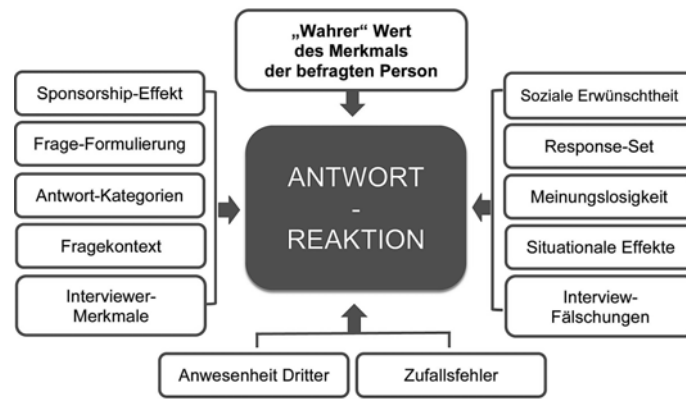 „Wahrer“ Wert
des Merkmals
der befragten Person
Sponsorship-Effekt
Frage-Formulierung
Antwort-Kategorien
Fragekontext
Interviewer-
Merkmale
ANTWORT
-
REAKTION
Soziale Erwünschtheit
Response-Set
Meinungslosigkeit
Situationale Effekte
Interview-
Fälschungen
Anwesenheit Dritter
Zufallsfehler